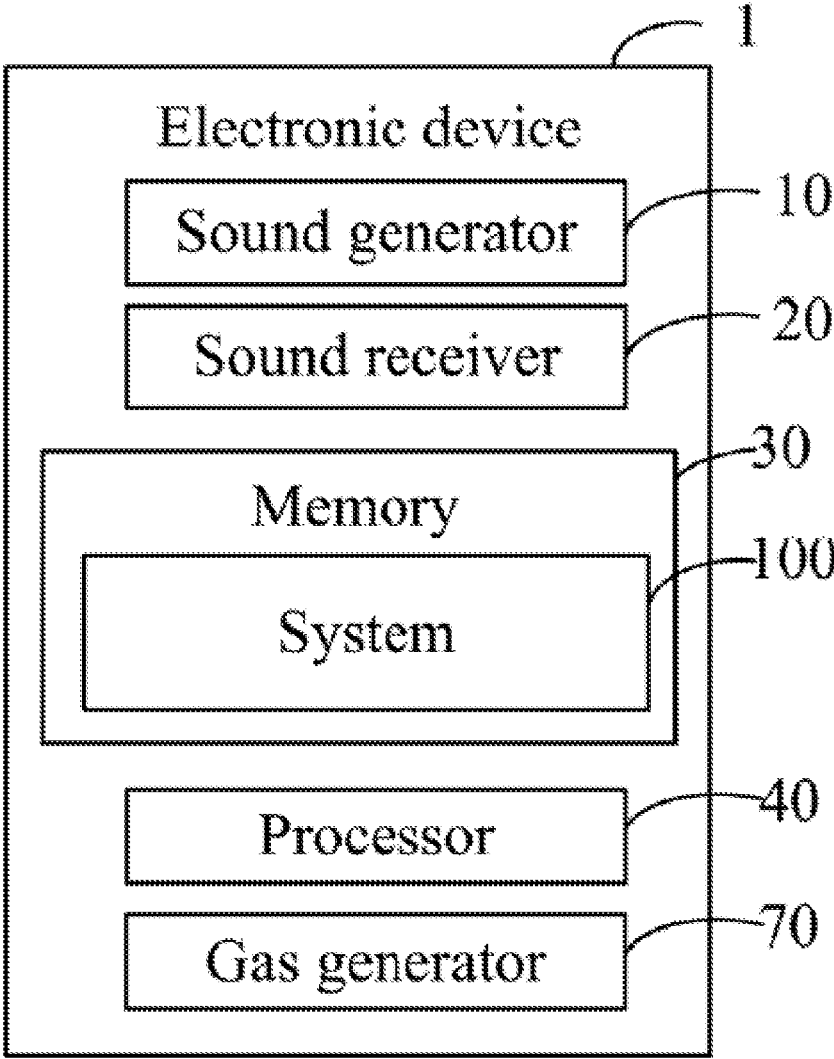 1
Electronic device
Sound generator 10
Sound receiver 20
30
Memory
100
System
Processor 40
Gas generator 70